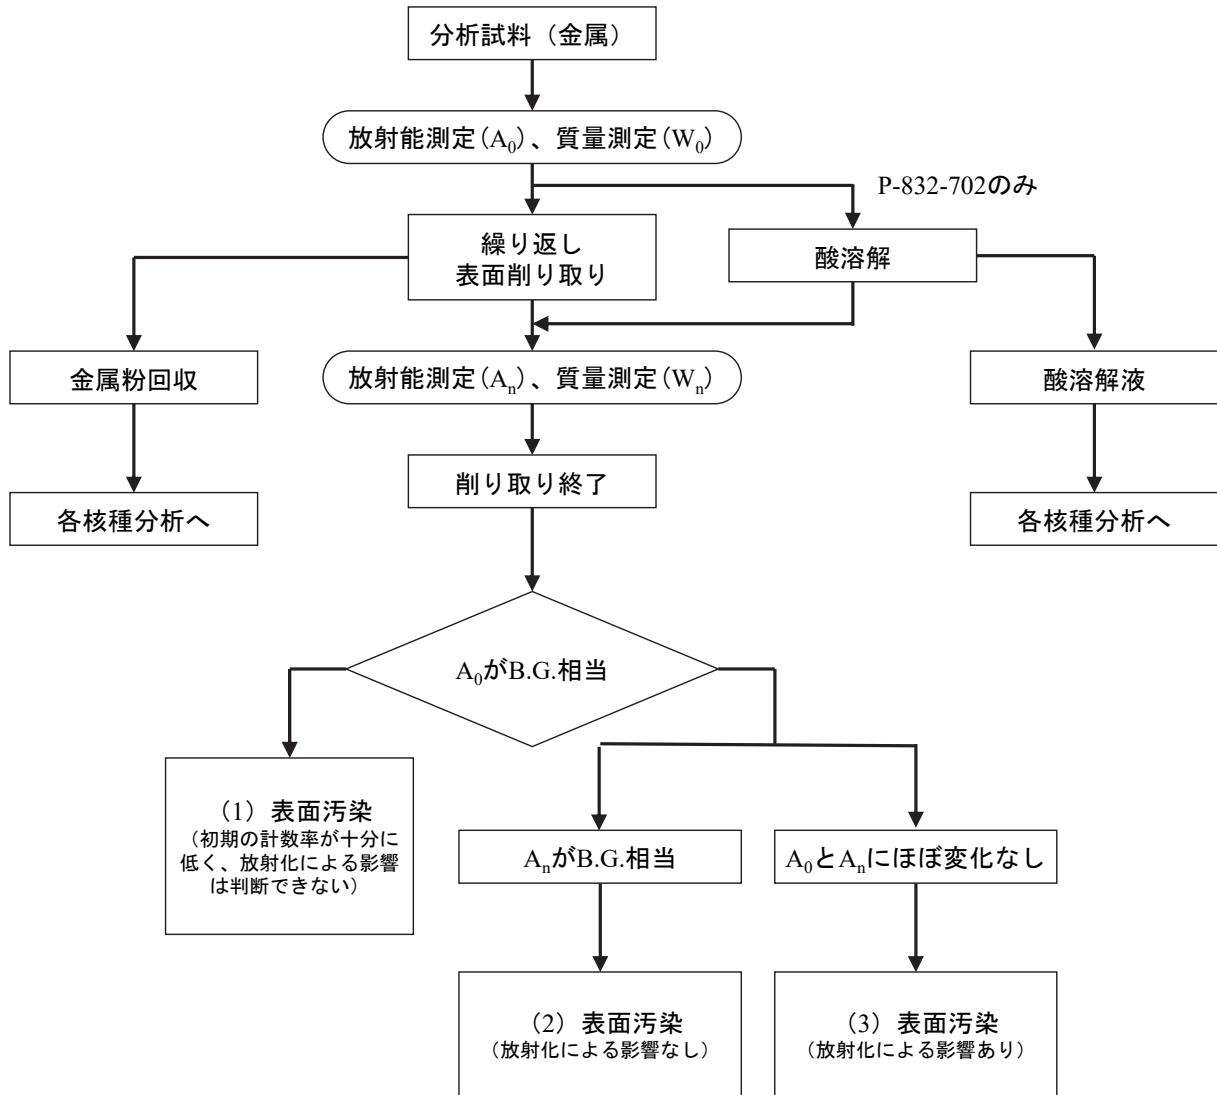 分析試料（金属）
放射能測定(A₀)、質量測定(W₀)
P-832-702のみ
繰り返し
表面削り取り
酸溶解
金属粉回収
放射能測定(Aₙ)、質量測定(Wₙ)
酸溶解液
削り取り終了
各核種分析へ
各核種分析へ
A₀がB.G.相当
（1）表面汚染
（初期の計数率が十分に
低く、放射化による影響
は判断できない）
AₙがB.G.相当
A₀とAₙにほぼ変化なし
（2）表面汚染
（放射化による影響なし）
（3）表面汚染
（放射化による影響あり）